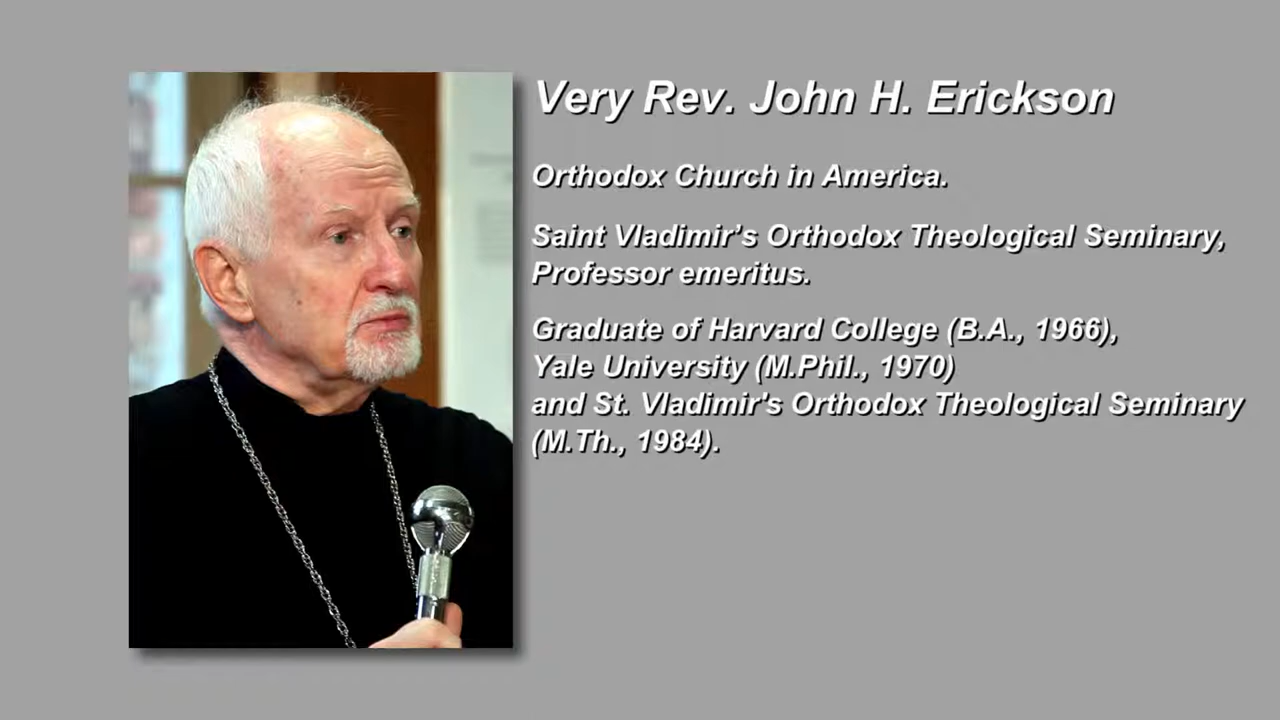 Very Rev. John H. Erickson
Orthodox Church in America.
Saint Vladimir’s Orthodox Theological Seminary,
Professor emeritus.
Graduate of Harvard College (B.A., 1966),
Yale University (M.Phil., 1970)
and St. Vladimir's Orthodox Theological Seminary
(M.Th., 1984).